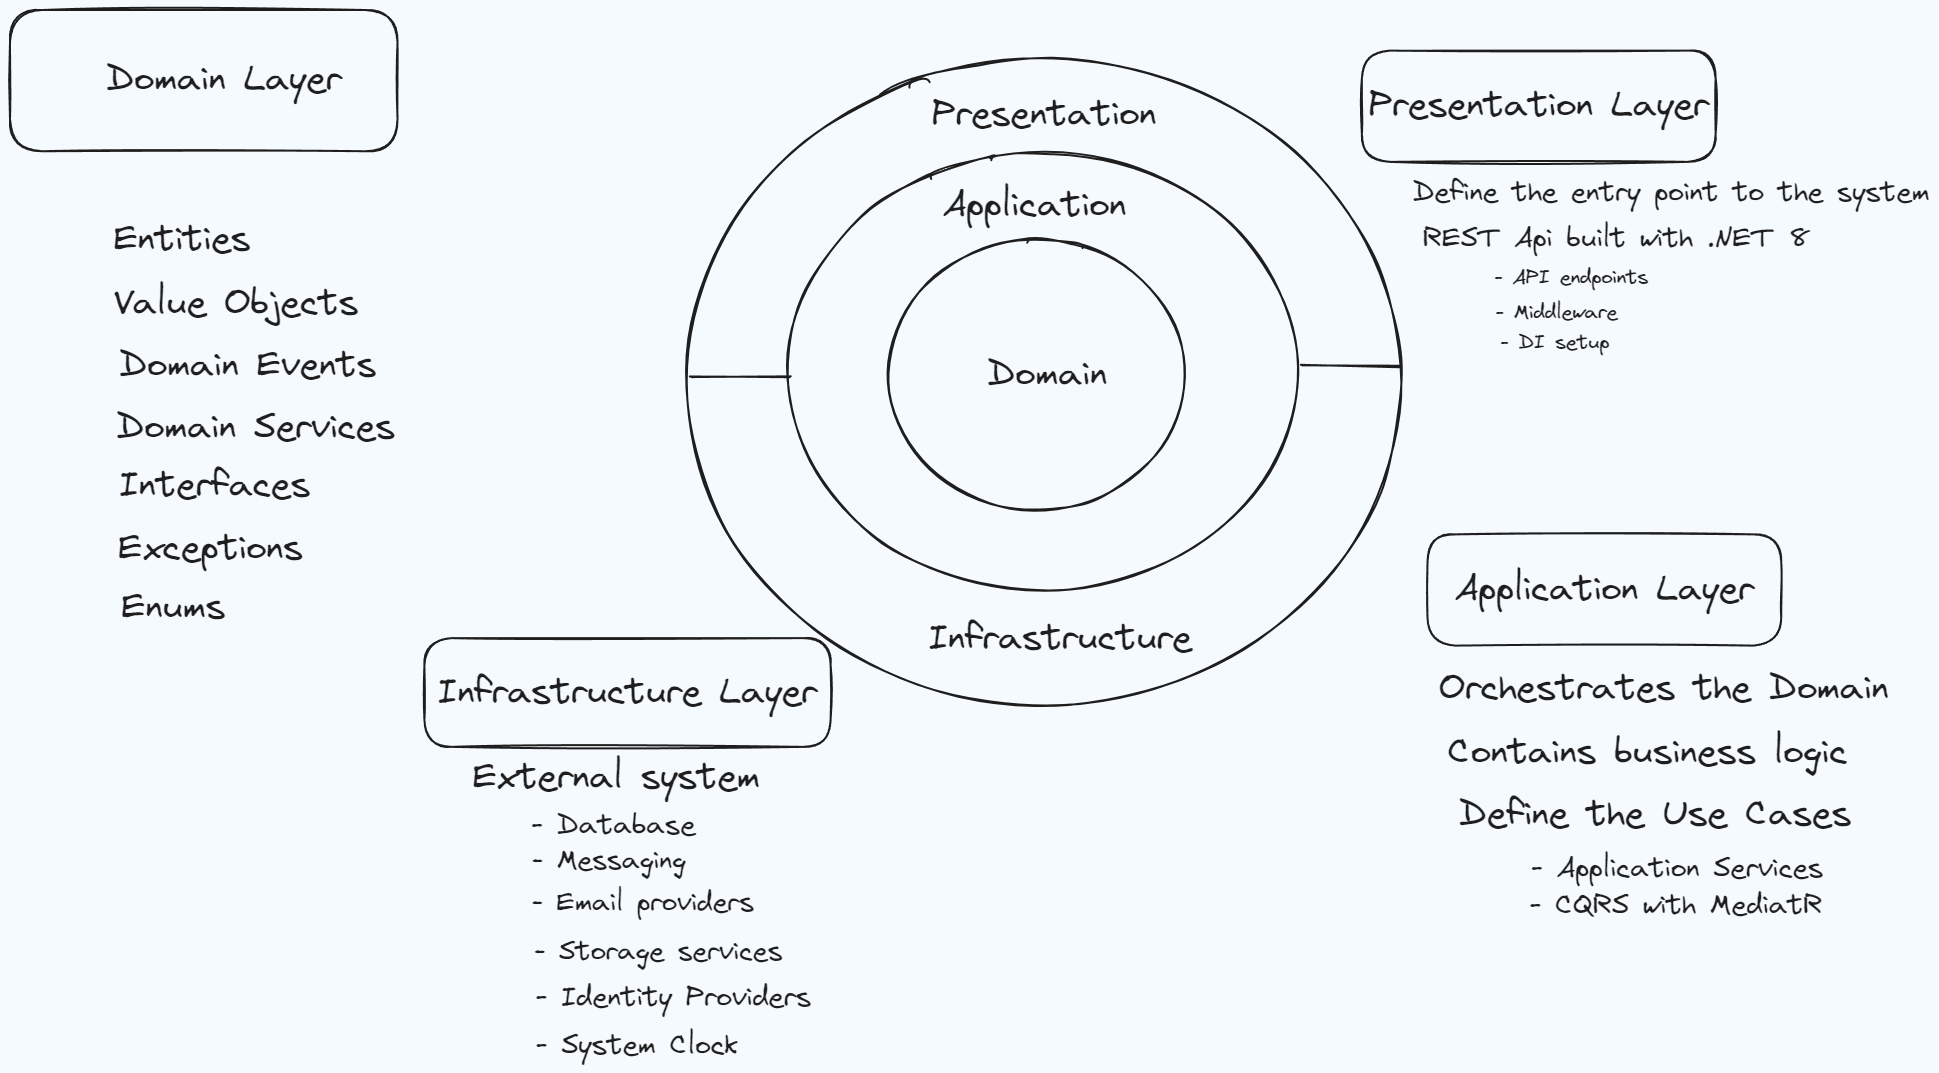 Domain Layer
Entities
Value Objects
Domain Events
Domain Services
Interfaces
Exceptions
Enums
Presentation
Application
Domain
Infrastructure
Presentation Layer
Define the entry point to the system
REST Api built with .NET 8
- API endpoints
- Middleware
- DI setup
Infrastructure Layer
External system
- Database
- Messaging
- Email providers
- Storage services
- Identity Providers
- System Clock
Application Layer
Orchestrates the Domain
Contains business logic
Define the Use Cases
- Application Services
- CQRS with MediatR